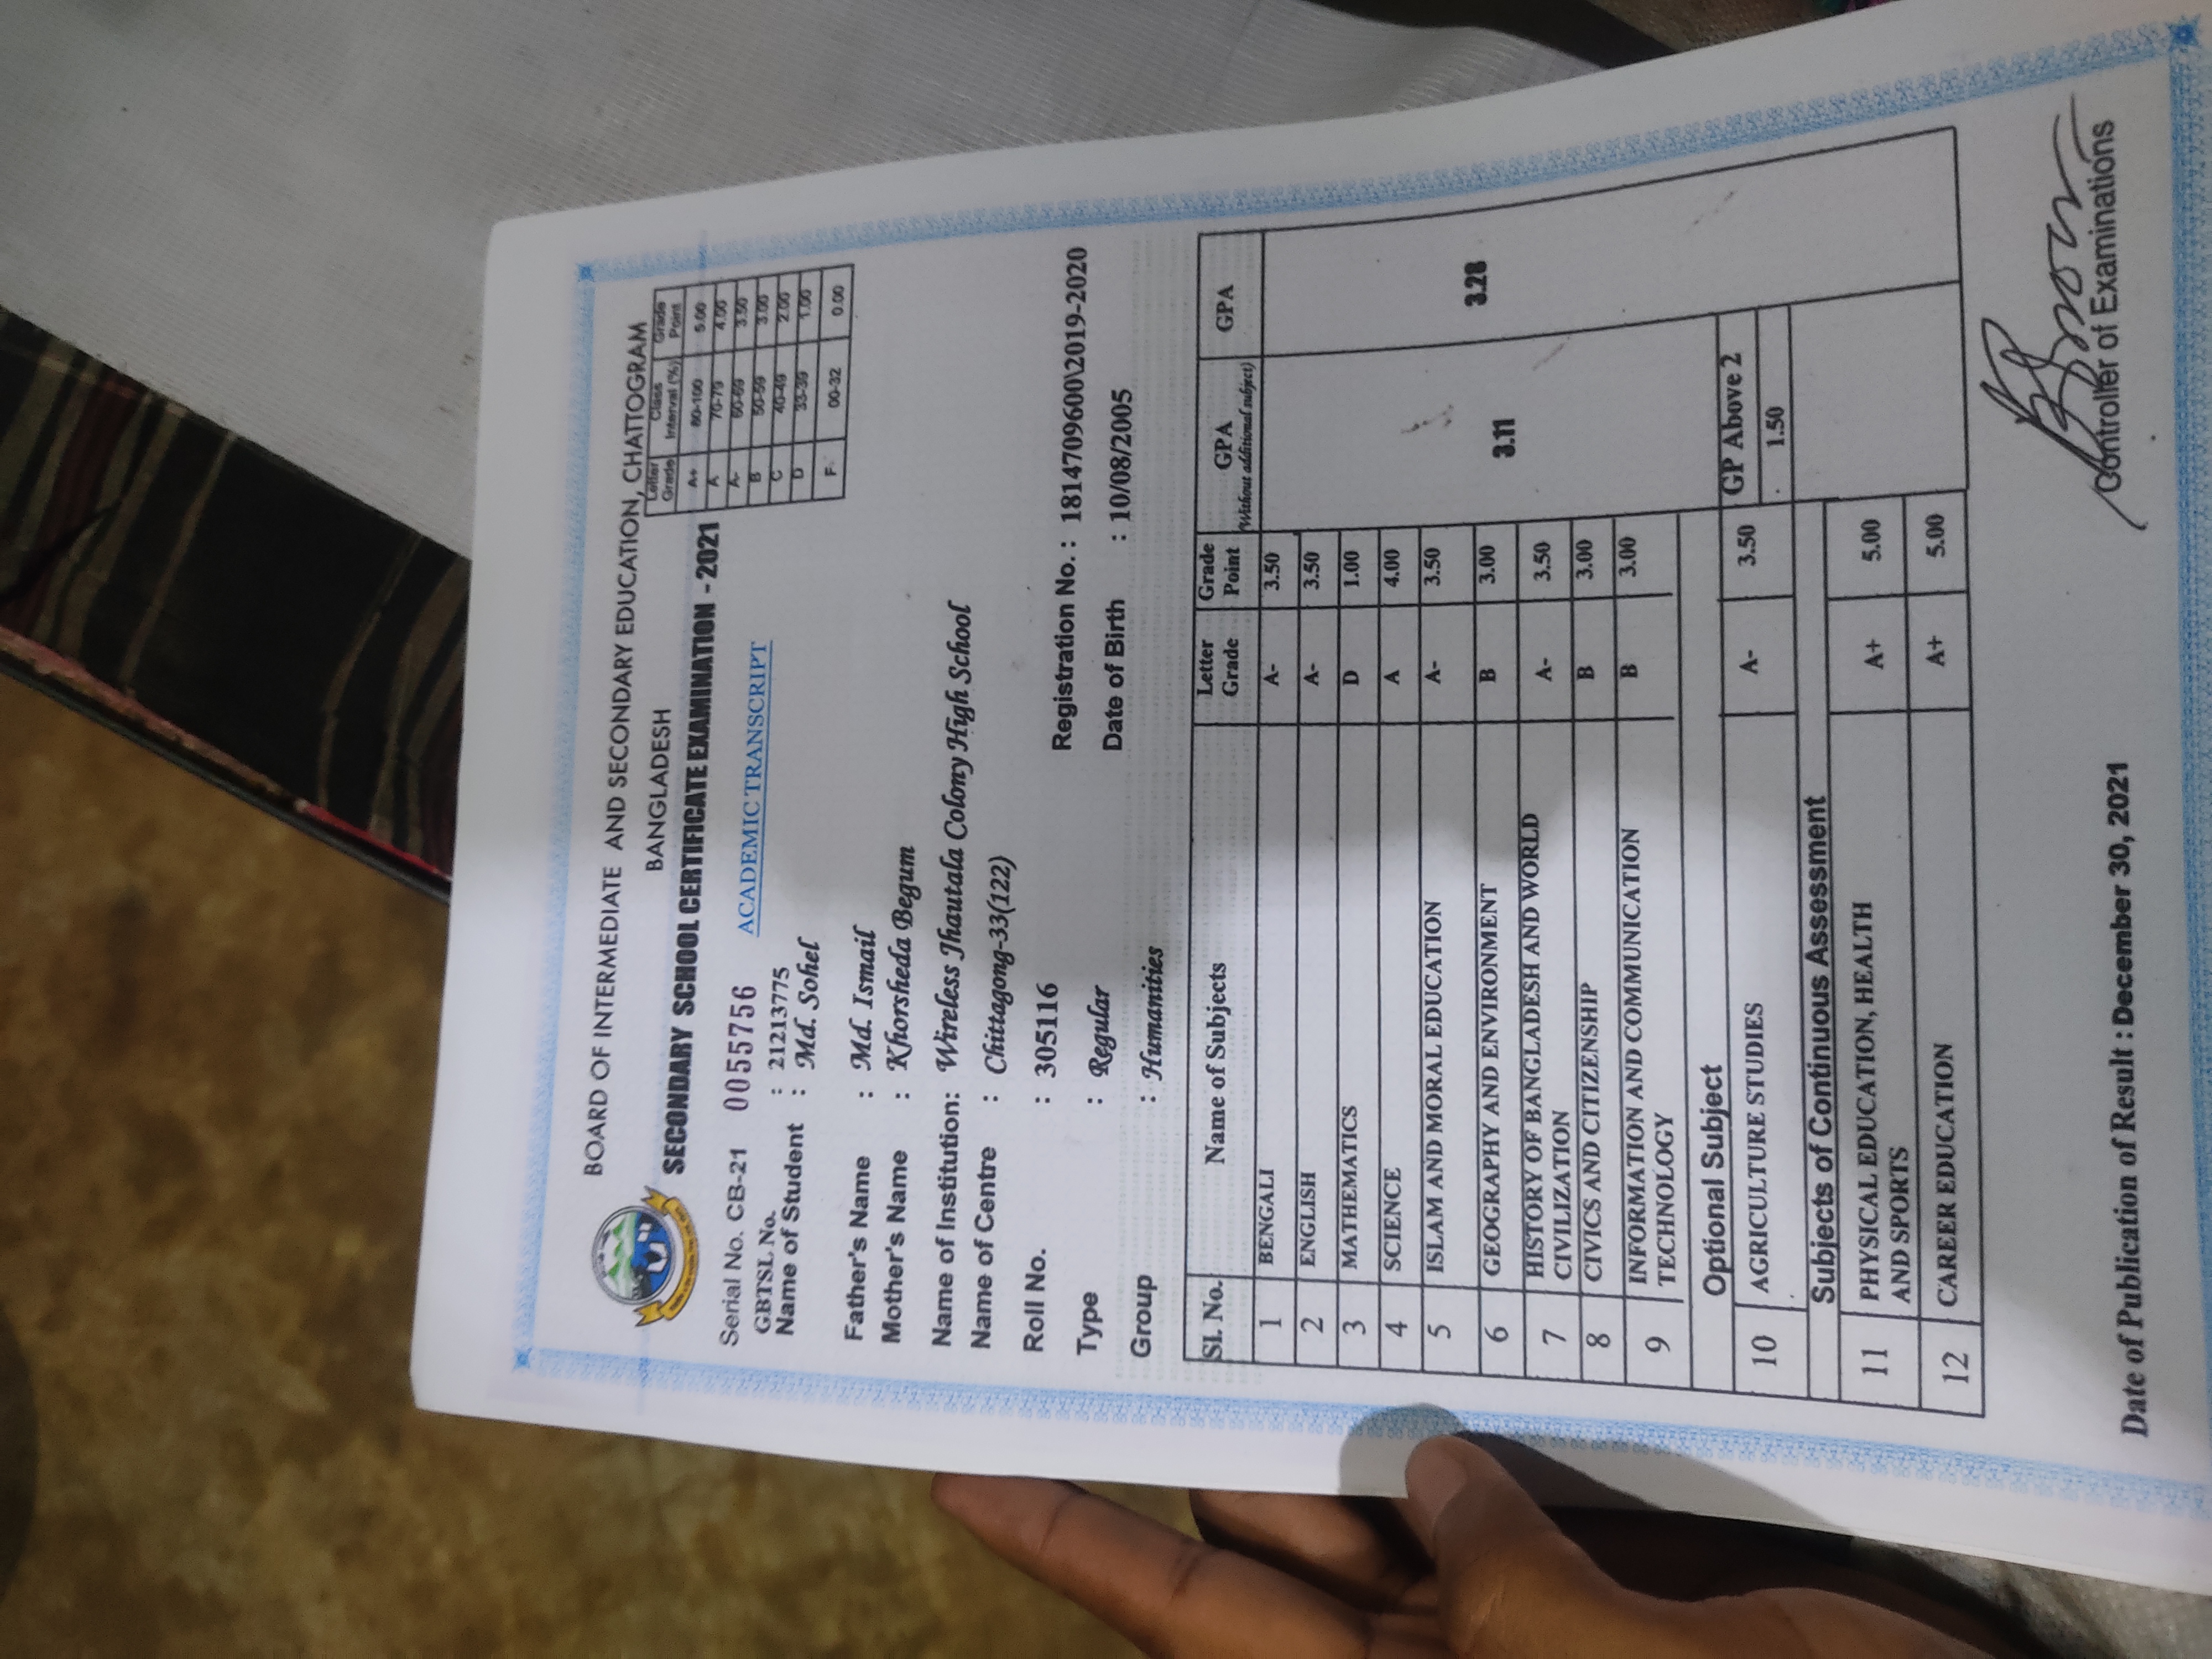 BOARD OF INTERMEDIATE AND SECONDARY EDUCATION, CHATTOGRAM
BANGLADESH
SECONDARY SCHOOL CERTIFICATE EXAMINATION - 2021
Letter Grade Class Interval (%) Grade Point
A+ 80-100 5.00
A 70-79 4.00
A- 60-69 3.50
B 50-59 3.00
C 40-49 2.00
D 33-39 1.00
F 00-32 0.00
Serial No. CB-21 0055756 ACADEMIC TRANSCRIPT
GBTSL No. : 21213775
Name of Student : Md. Sohel
Father's Name : Md. Ismail
Mother's Name : Khorsheda Begum
Name of Institution: Wireless Jhautala Colony High School
Name of Centre : Chittagong-33(122)
Roll No. : 305116 Registration No. : 1814709600\2019-2020
Type : Regular Date of Birth : 10/08/2005
Group : Humanities
Sl. No. Name of Subjects Letter Grade Grade Point GPA (Without additional subject) GPA
1 BENGALI A- 3.50
2 ENGLISH A- 3.50
3 MATHEMATICS D 1.00
4 SCIENCE A 4.00
5 ISLAM AND MORAL EDUCATION A- 3.50
6 GEOGRAPHY AND ENVIRONMENT B 3.00 3.11 3.28
7 HISTORY OF BANGLADESH AND WORLD
CIVILIZATION A- 3.50
8 CIVICS AND CITIZENSHIP B 3.00
9 INFORMATION AND COMMUNICATION
TECHNOLOGY B 3.00
Optional Subject
10 AGRICULTURE STUDIES A- 3.50 GP Above 2
1.50
Subjects of Continuous Assessment
11 PHYSICAL EDUCATION, HEALTH
AND SPORTS A+ 5.00
12 CAREER EDUCATION A+ 5.00
Controller of Examinations
Date of Publication of Result : December 30, 2021